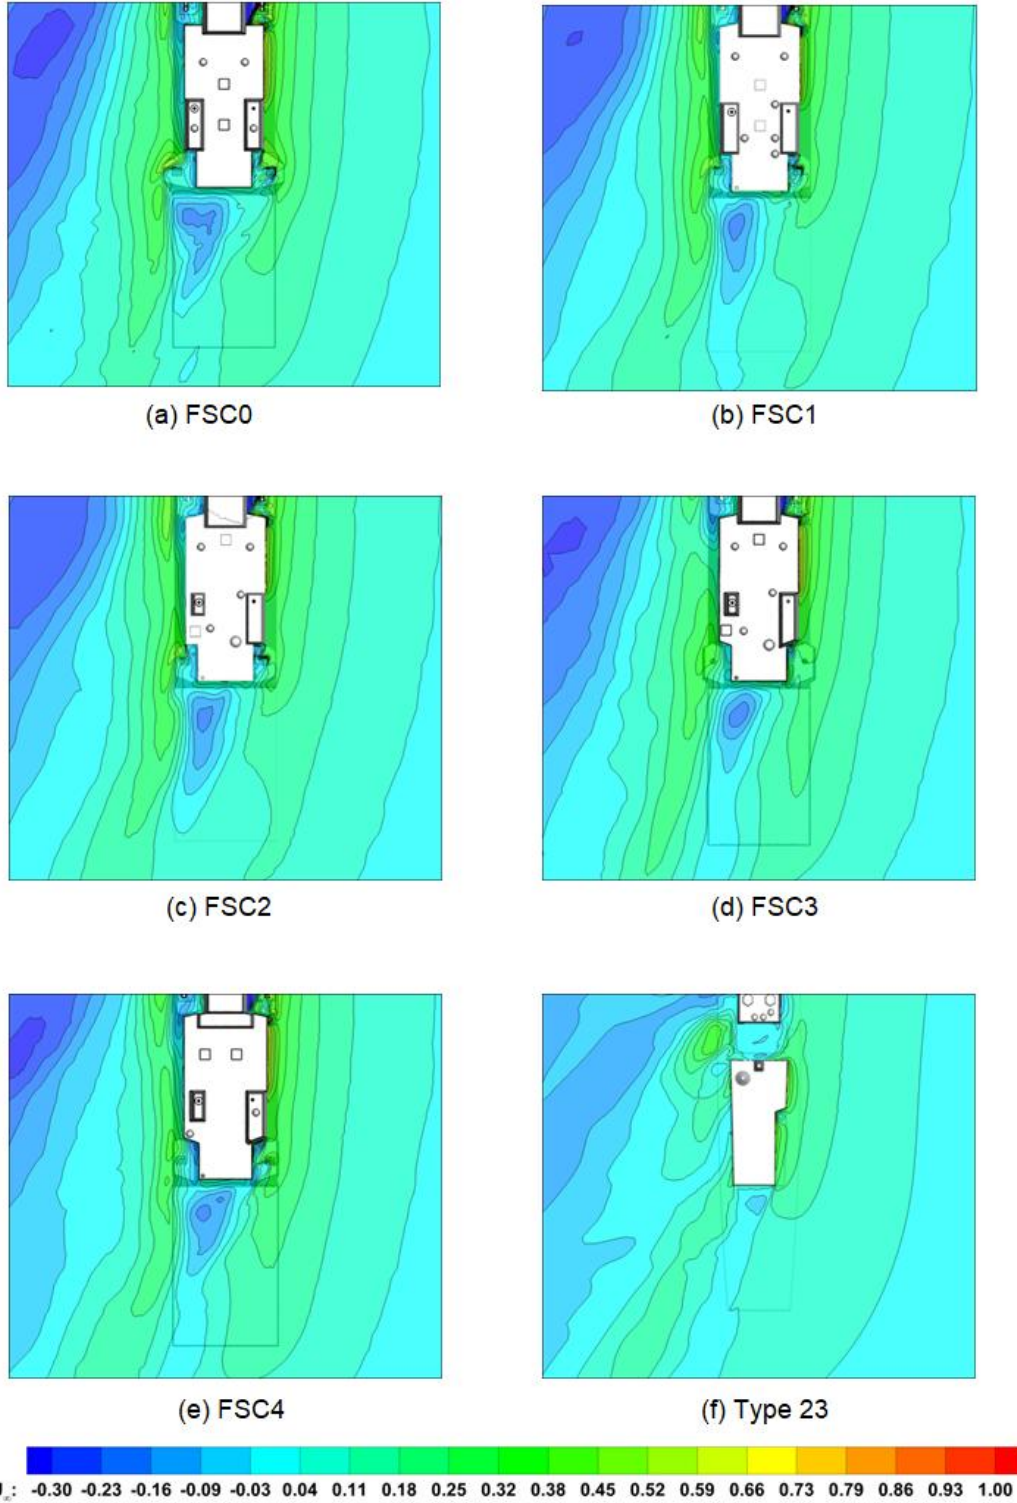 (a) FSC0
(b) FSC1
(c) FSC2
(d) FSC3
(e) FSC4
(f) Type 23
-0.30 -0.23 -0.16 -0.09 -0.03 0.04 0.11 0.18 0.25 0.32 0.38 0.45 0.52 0.59 0.66 0.73 0.79 0.86 0.93 1.00